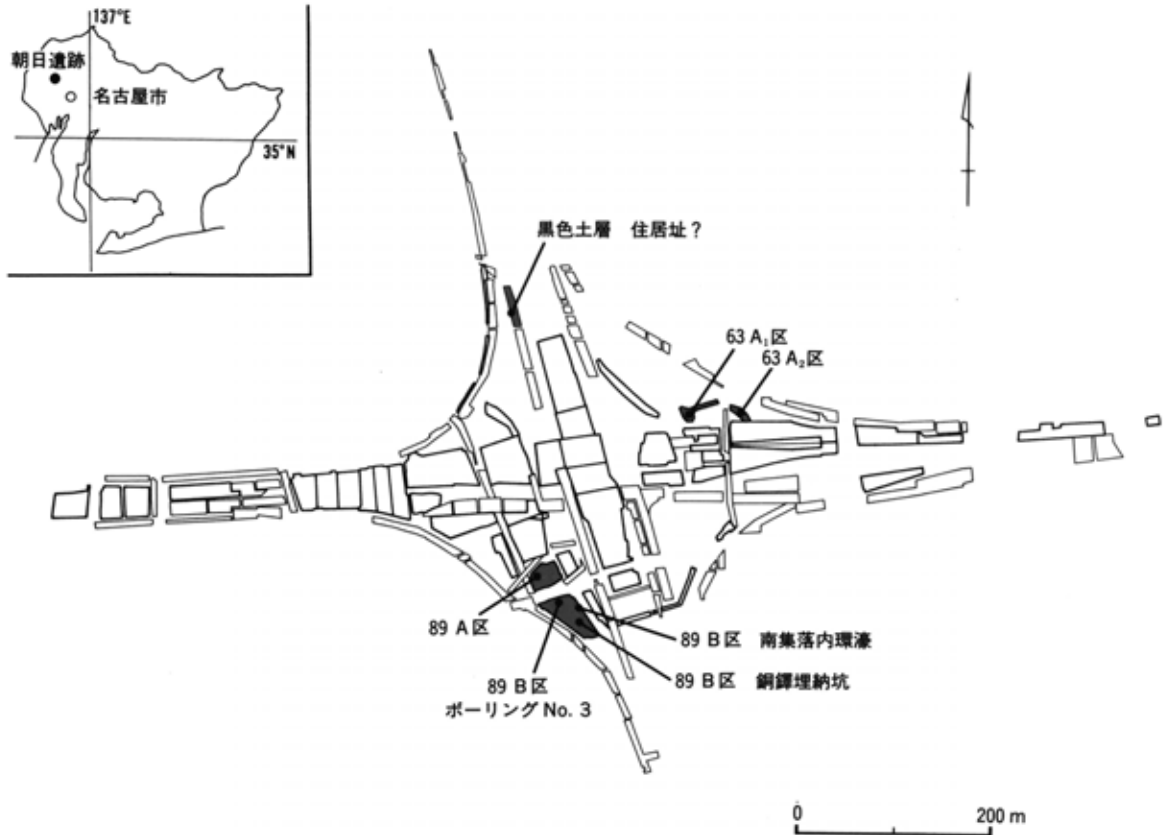 137°E
朝日遺跡
名古屋市
35°N
黒色土層 住居址？
63 A₁区
63 A₂区
89 A区
89 B区 南集落内環濠
89 B区 銅鐸埋納坑
89 B区
ボーリング No. 3
0 200 m